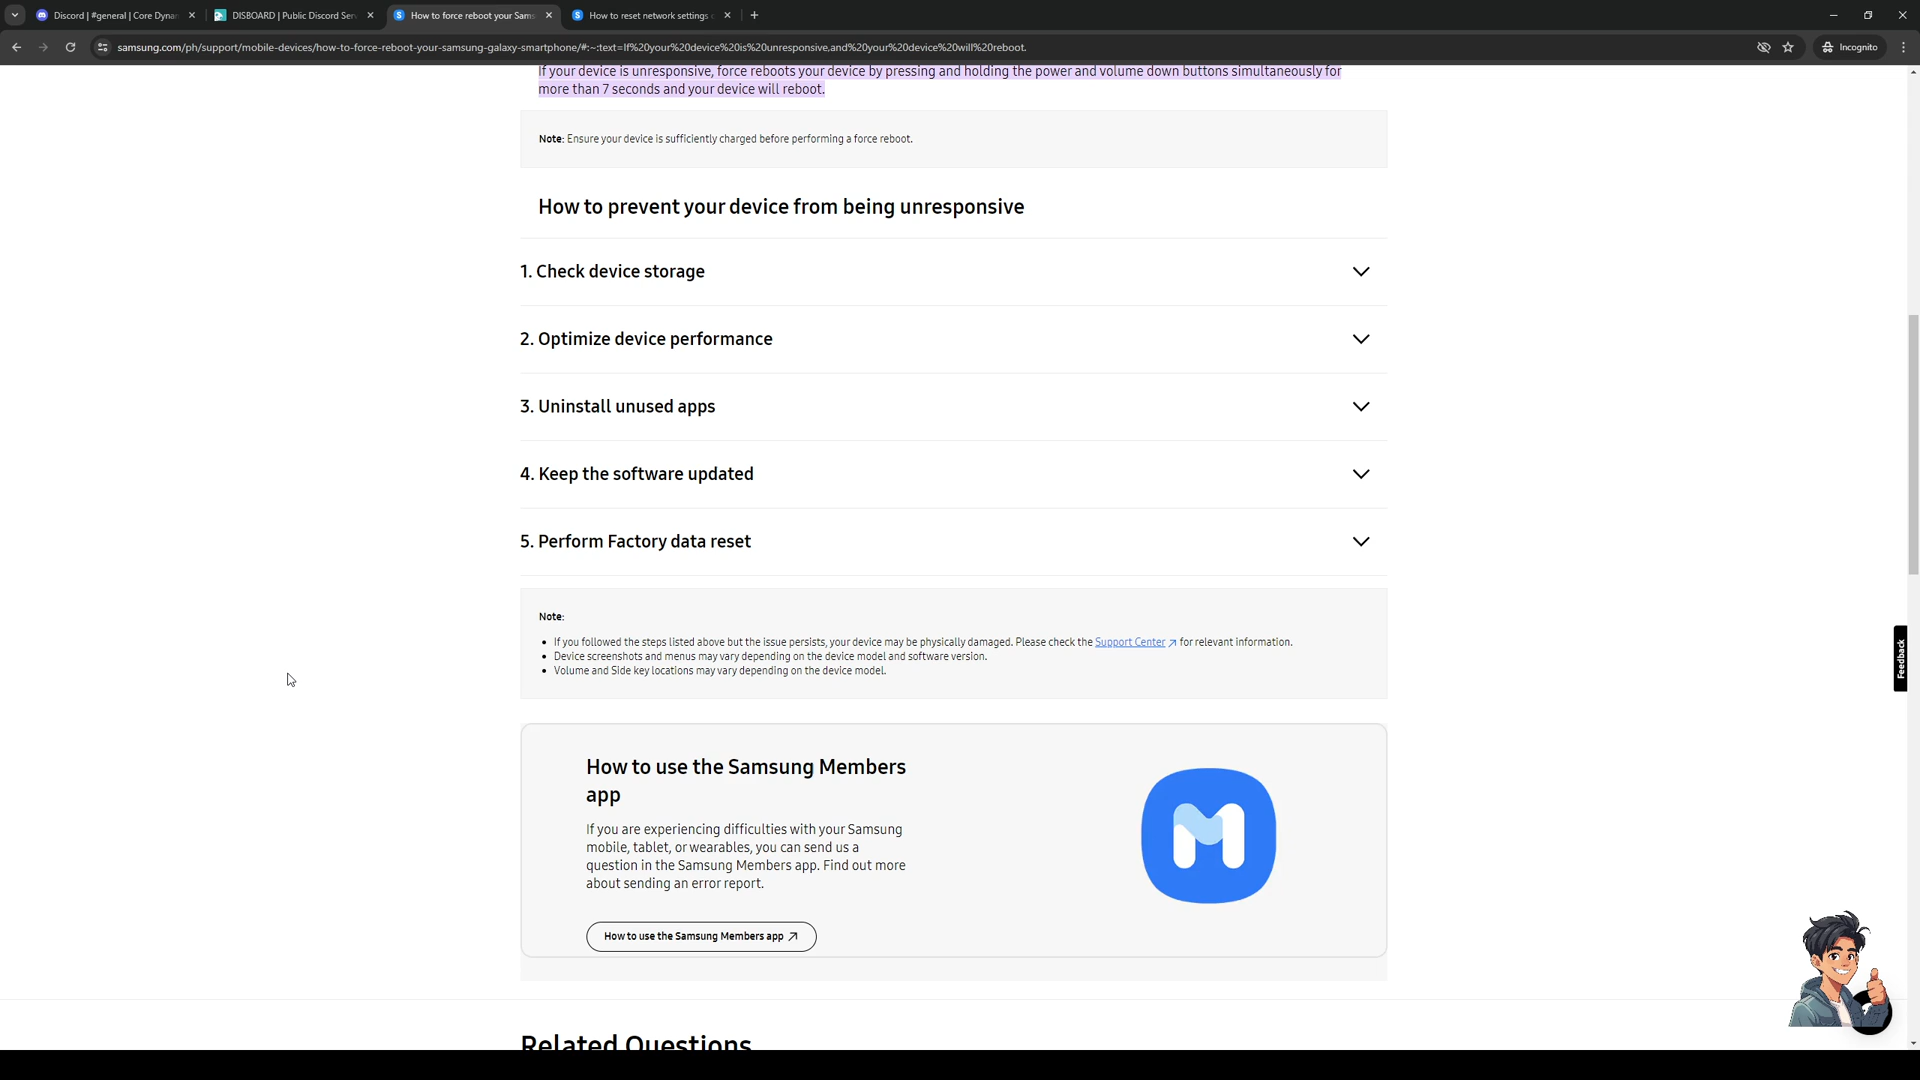 Discord | #general | Core Dynam
DISBOARD | Public Discord Ser
How to force reboot your Sams
How to reset network settings
samsung.com/ph/support/mobile-devices/how-to-force-reboot-your-samsung-galaxy-smartphone/#:~:text=If%20your%20device%20is%20unresponsive,and%20your%20device%20will%20reboot.
Incognito
If your device is unresponsive, force reboots your device by pressing and holding the power and volume down buttons simultaneously for
more than 7 seconds and your device will reboot.
Note: Ensure your device is sufficiently charged before performing a force reboot.
How to prevent your device from being unresponsive
1. Check device storage
2. Optimize device performance
3. Uninstall unused apps
4. Keep the software updated
5. Perform Factory data reset
Note:
• If you followed the steps listed above but the issue persists, your device may be physically damaged. Please check the Support Center for relevant information.
• Device screenshots and menus may vary depending on the device model and software version.
• Volume and Side key locations may vary depending on the device model.
Feedback
How to use the Samsung Members
app
If you are experiencing difficulties with your Samsung
mobile, tablet, or wearables, you can send us a
question in the Samsung Members app. Find out more
about sending an error report.
How to use the Samsung Members app
Related Questions